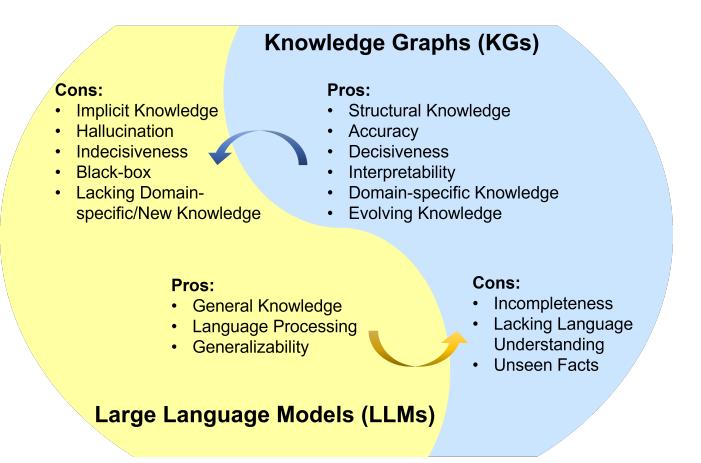 Knowledge Graphs (KGs)
Cons:
• Implicit Knowledge
• Hallucination
• Indecisiveness
• Black-box
• Lacking Domain-
specific/New Knowledge
Pros:
• Structural Knowledge
• Accuracy
• Decisiveness
• Interpretability
• Domain-specific Knowledge
• Evolving Knowledge
Pros:
• General Knowledge
• Language Processing
• Generalizability
Cons:
• Incompleteness
• Lacking Language
Understanding
• Unseen Facts
Large Language Models (LLMs)